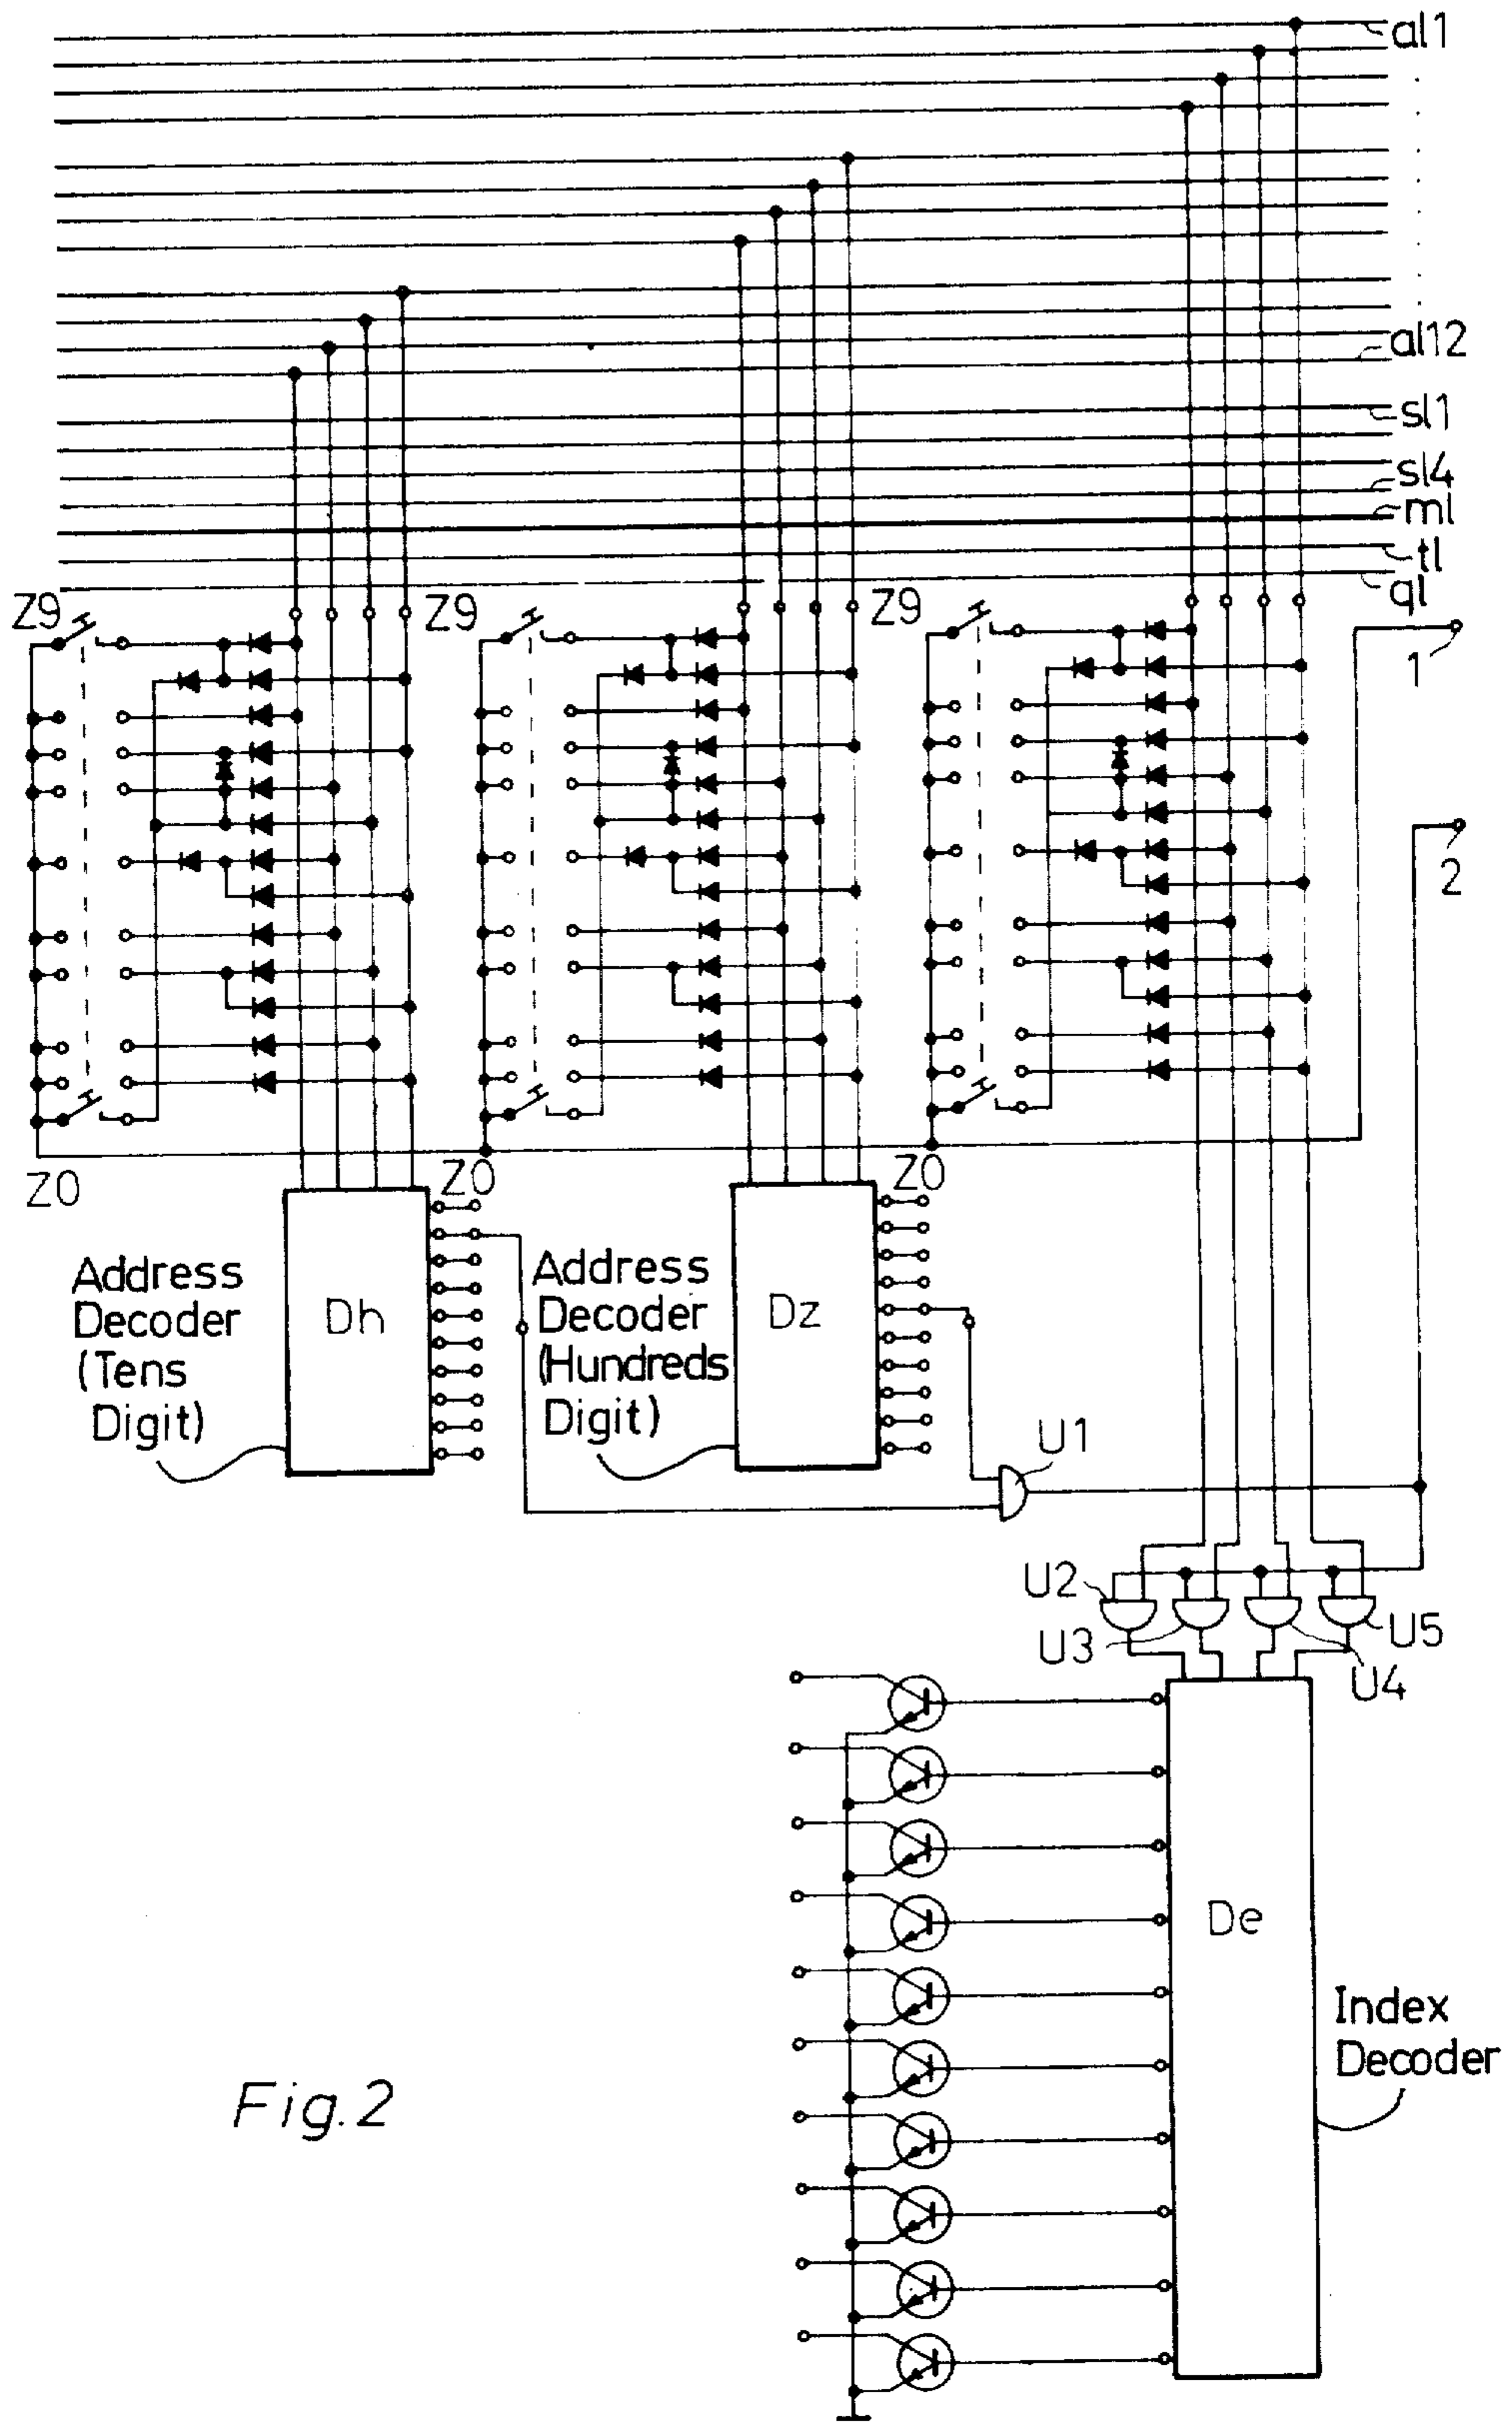 al1
al12
sl1
sl4
ml
tl
ql
Z9
Z9
Z9
1
2
Z0
Z0
Z0
Address
Decoder
(Tens
Digit)
Dh
Address
Decoder
(Hundreds
Digit)
Dz
U1
U2
U3
U5
U4
De
Index
Decoder
Fig.2